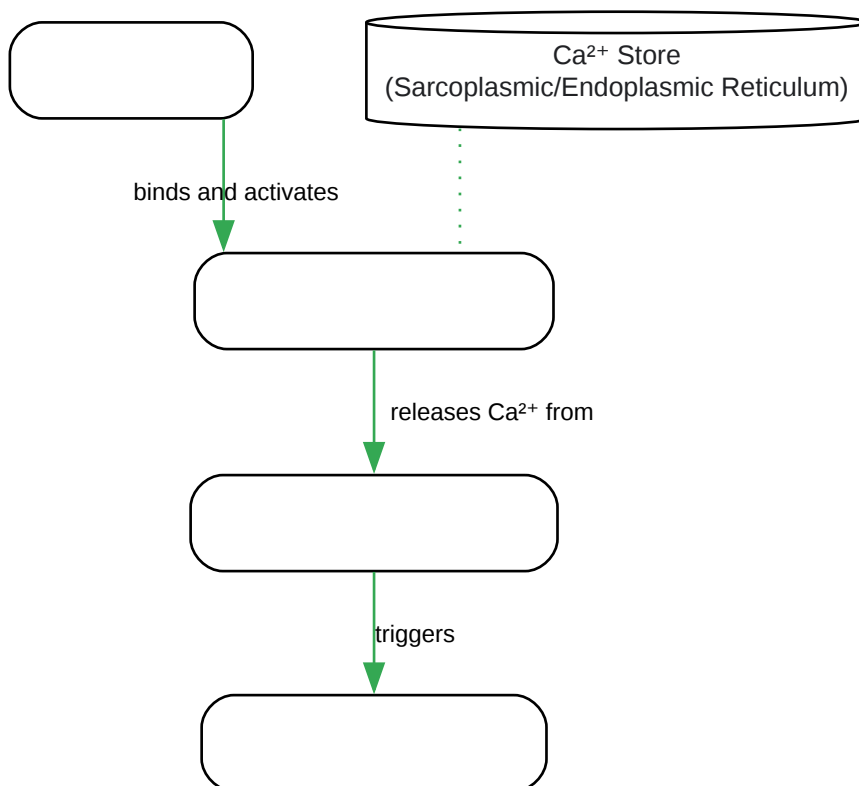 Ca²⁺ Store
(Sarcoplasmic/Endoplasmic Reticulum)
binds and activates
releases Ca²⁺ from
triggers